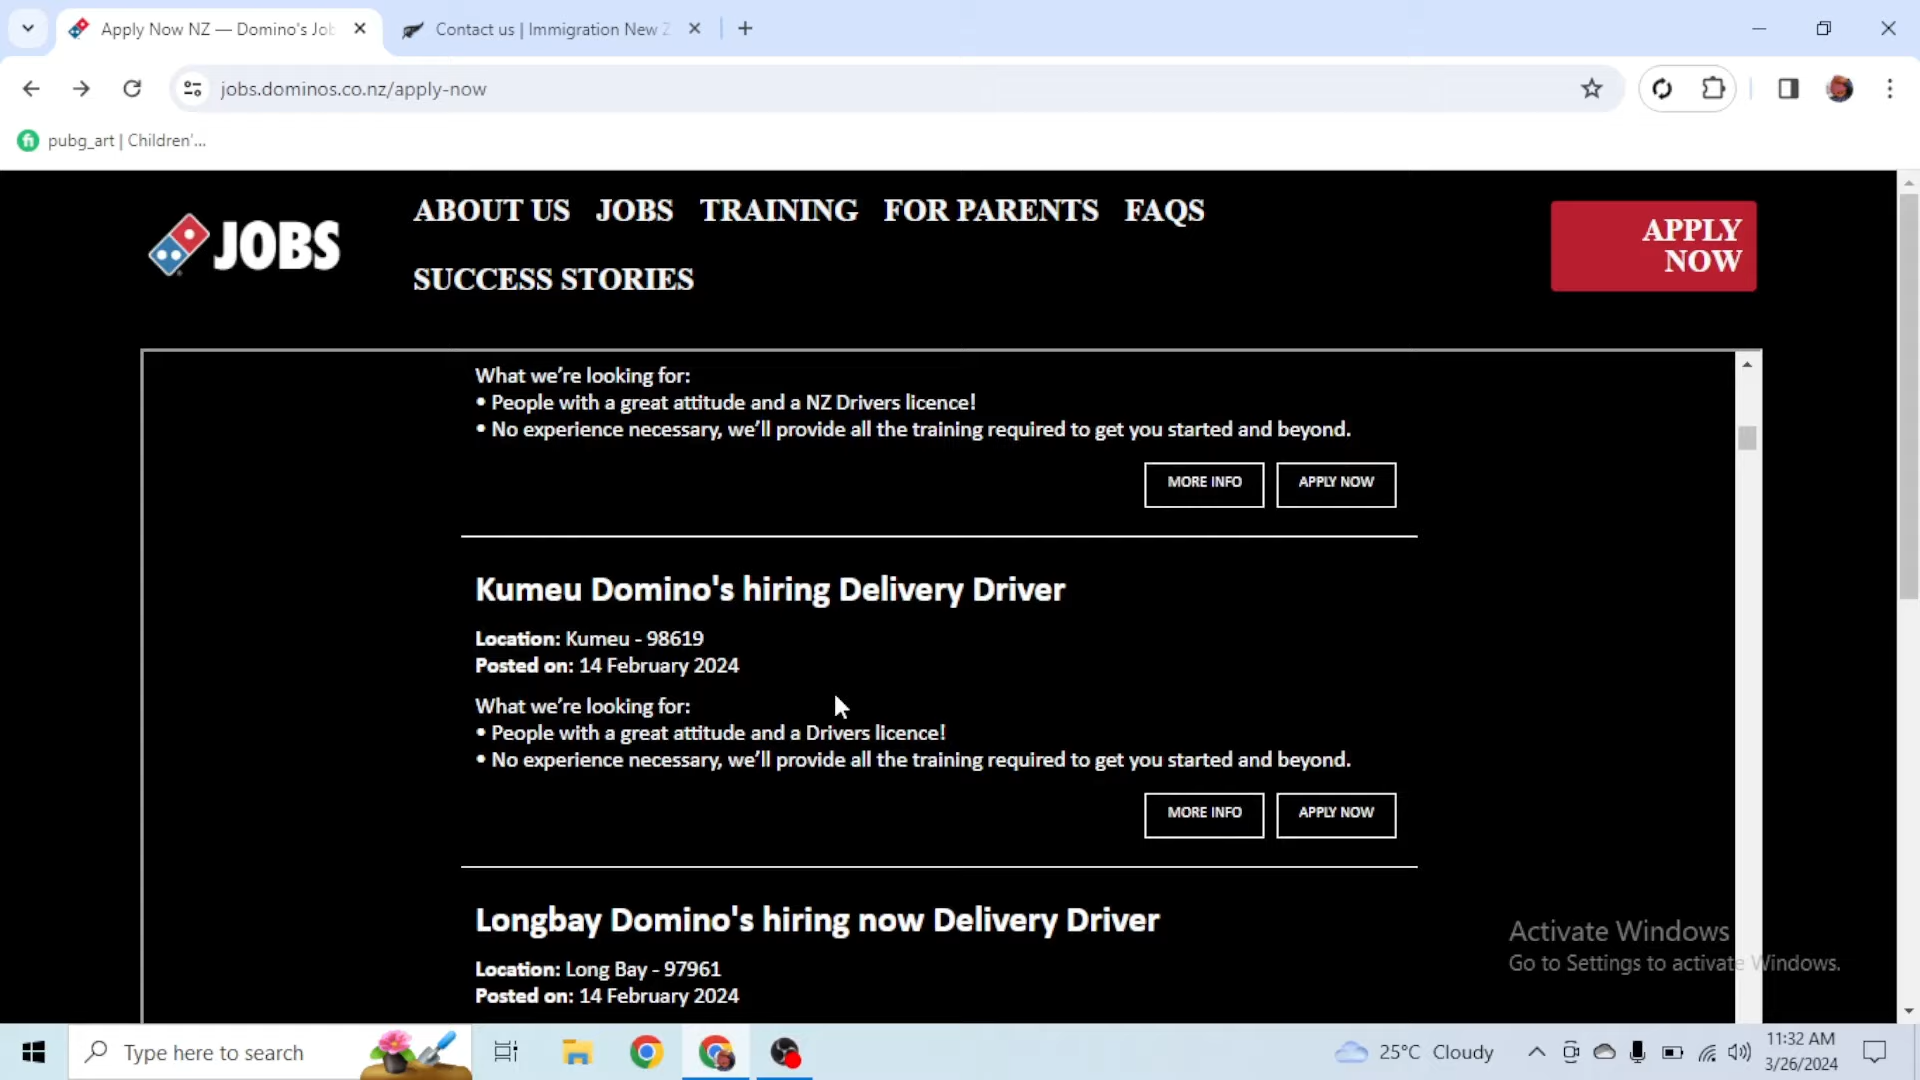 Apply Now NZ — Domino's Job
Contact us | Immigration New Z
jobs.dominos.co.nz/apply-now
pubg_art | Children'...
JOBS
ABOUT US JOBS TRAINING FOR PARENTS FAQS
SUCCESS STORIES
APPLY
NOW
What we're looking for:
• People with a great attitude and a NZ Drivers licence!
• No experience necessary, we'll provide all the training required to get you started and beyond.
MORE INFO APPLY NOW
Kumeu Domino's hiring Delivery Driver
Location: Kumeu - 98619
Posted on: 14 February 2024
What we're looking for:
• People with a great attitude and a Drivers licence!
• No experience necessary, we'll provide all the training required to get you started and beyond.
MORE INFO APPLY NOW
Longbay Domino's hiring now Delivery Driver
Location: Long Bay - 97961
Posted on: 14 February 2024
Activate Windows
Go to Settings to activate Windows.
Type here to search
25°C Cloudy
11:32 AM
3/26/2024